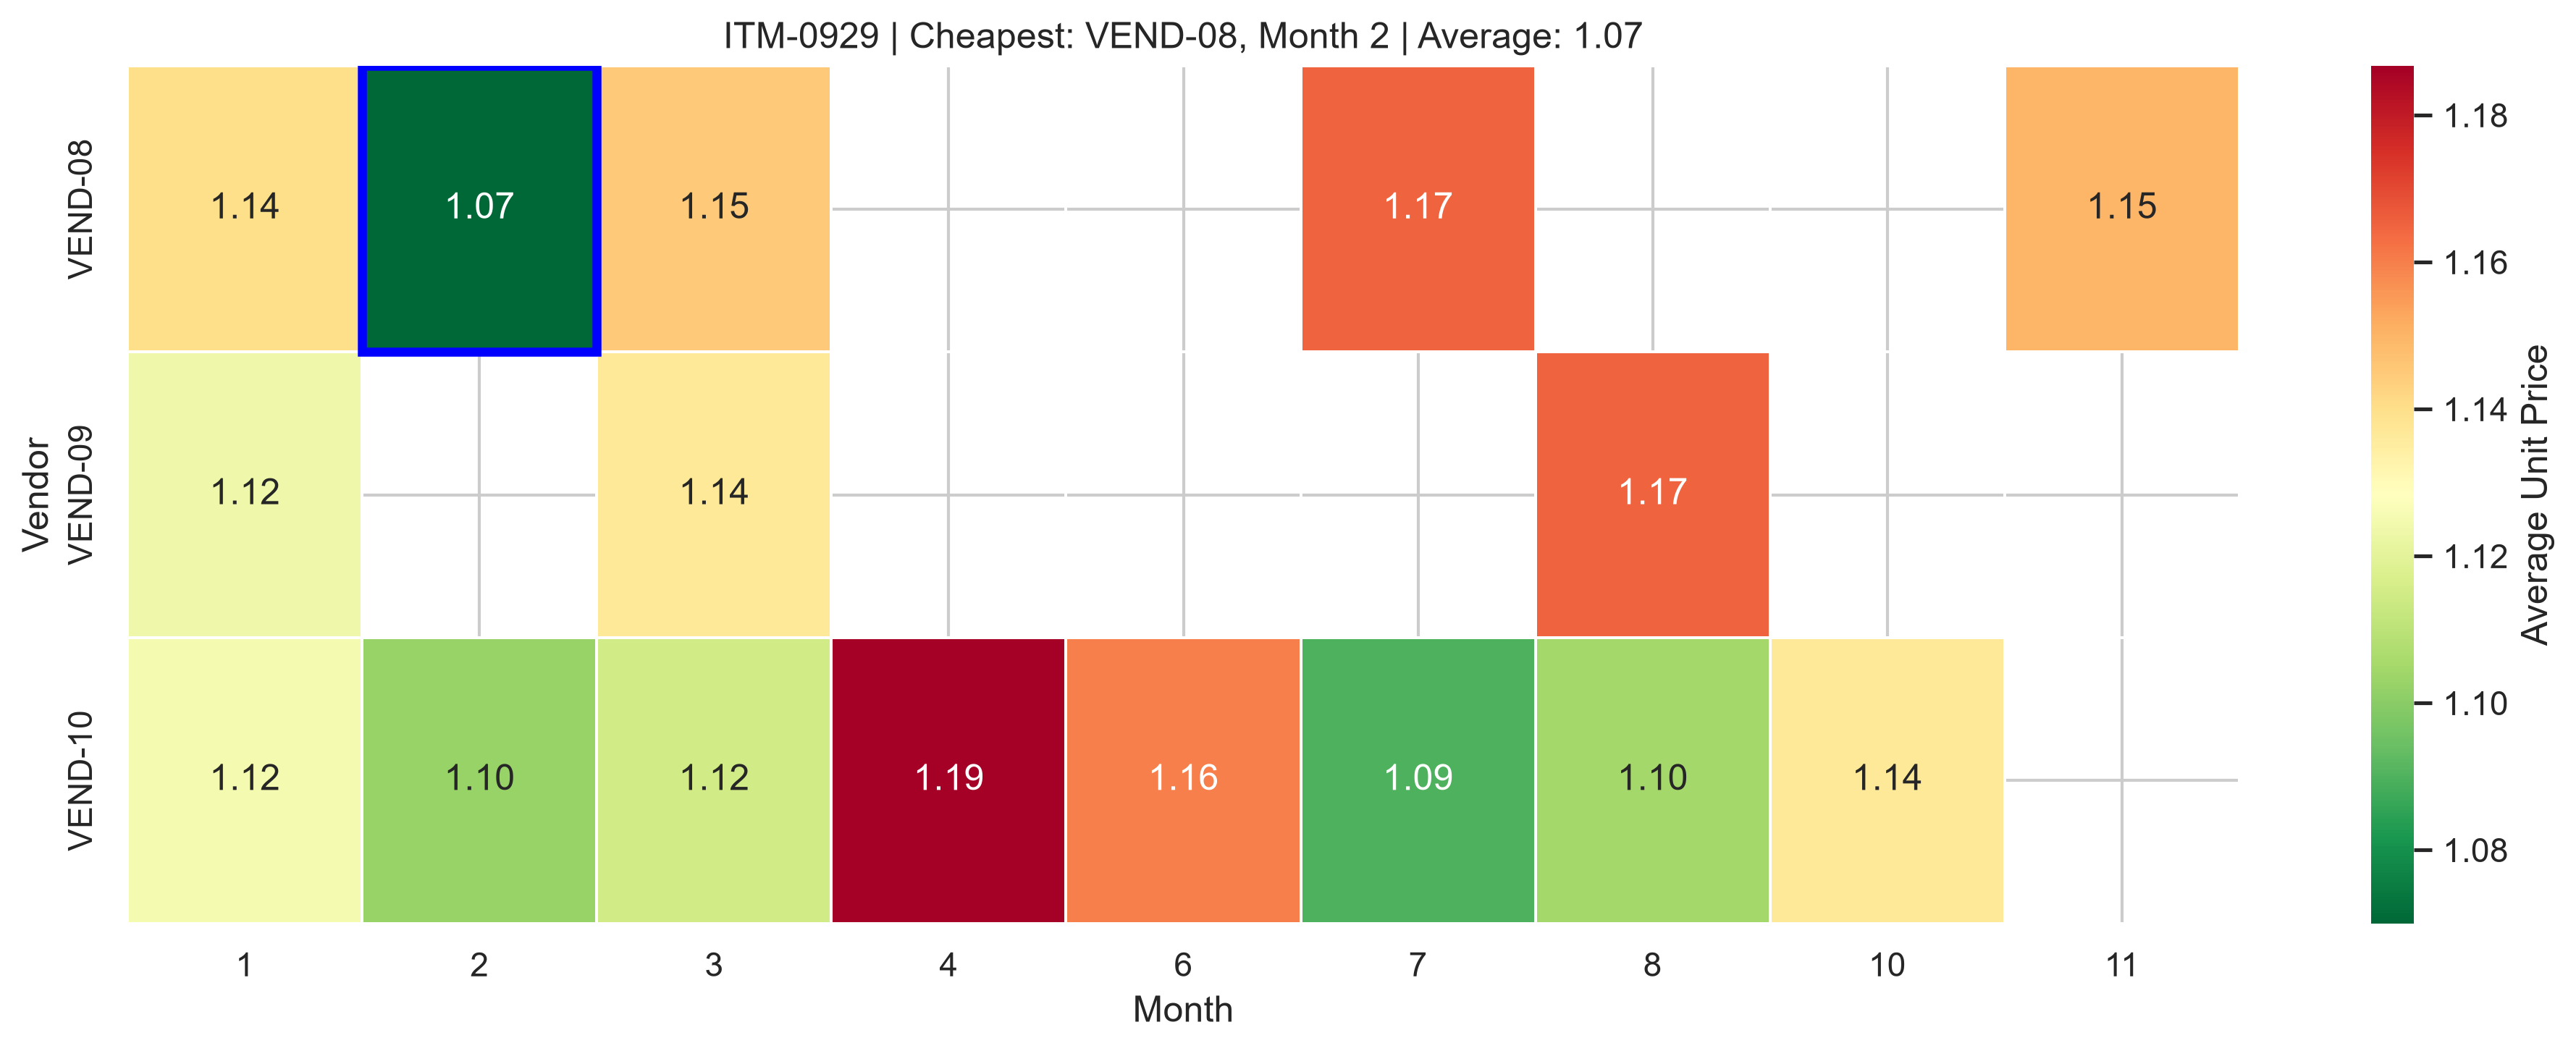 ITM-0929 | Cheapest: VEND-08, Month 2 | Average: 1.07
Vendor
VEND-08
1.14 1.07 1.15 1.17 1.15
VEND-09
1.12 1.14 1.17
VEND-10
1.12 1.10 1.12 1.19 1.16 1.09 1.10 1.14
1 2 3 4 6 7 8 10 11
Month
1.18
1.16
1.14
1.12
1.10
1.08
Average Unit Price